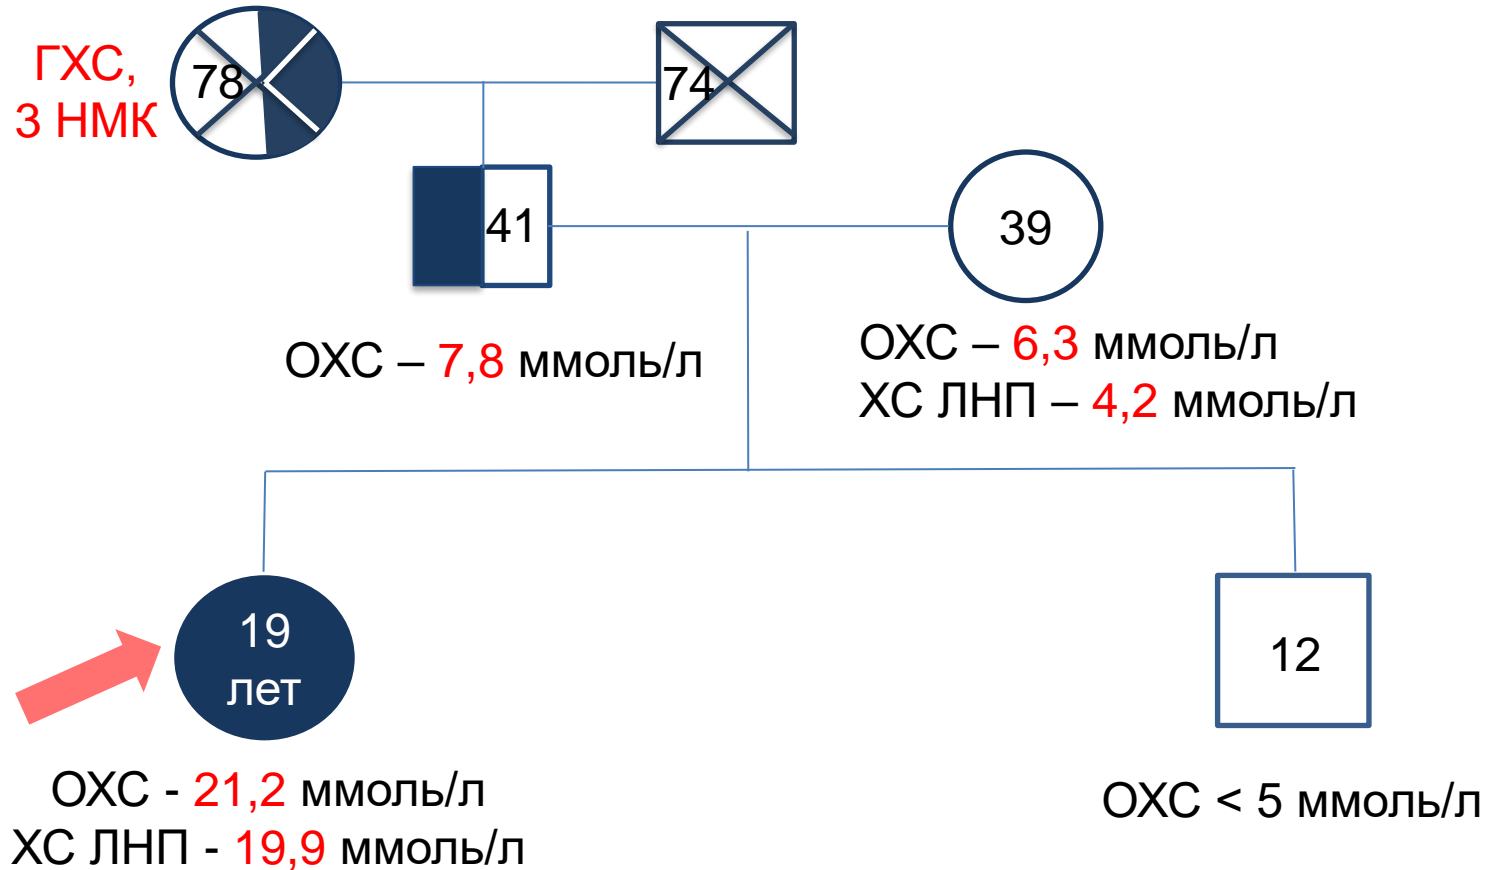 ГХС,
3 НМК
78
74
41
39
ОХС – 7,8 ммоль/л
ОХС – 6,3 ммоль/л
ХС ЛНП – 4,2 ммоль/л
19
лет
12
ОХС - 21,2 ммоль/л
ХС ЛНП - 19,9 ммоль/л
ОХС < 5 ммоль/л